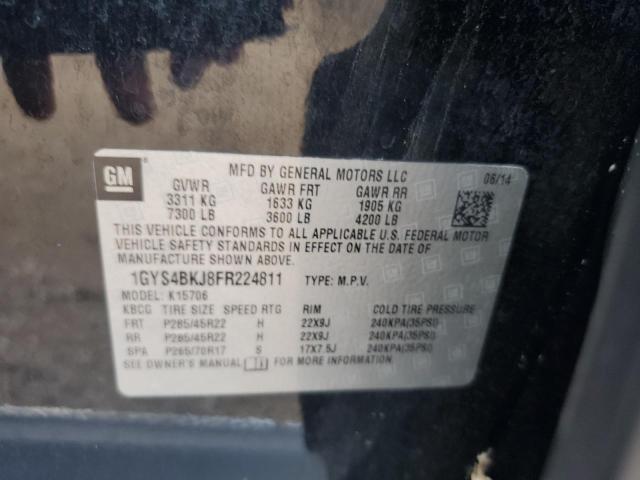 GM MFD BY GENERAL MOTORS LLC 08/14
GVWR GAWR FRT GAWR RR
3311 KG 1633 KG 1905 KG
7300 LB 3600 LB 4200 LB
THIS VEHICLE CONFORMS TO ALL APPLICABLE U.S. FEDERAL MOTOR
VEHICLE SAFETY STANDARDS IN EFFECT ON THE DATE OF
MANUFACTURE SHOWN ABOVE.
1GYS4BKJ8FR224811 TYPE: M.P.V.
MODEL: K15706
KBCG TIRE SIZE SPEED RTG RIM COLD TIRE PRESSURE
FRT P285/45R22 H 22X9J 240KPA(35PSI)
RR P285/45R22 H 22X9J 240KPA(35PSI)
SPA P265/70R17 S 17X7.5J 240KPA(35PSI)
SEE OWNER'S MANUAL FOR MORE INFORMATION